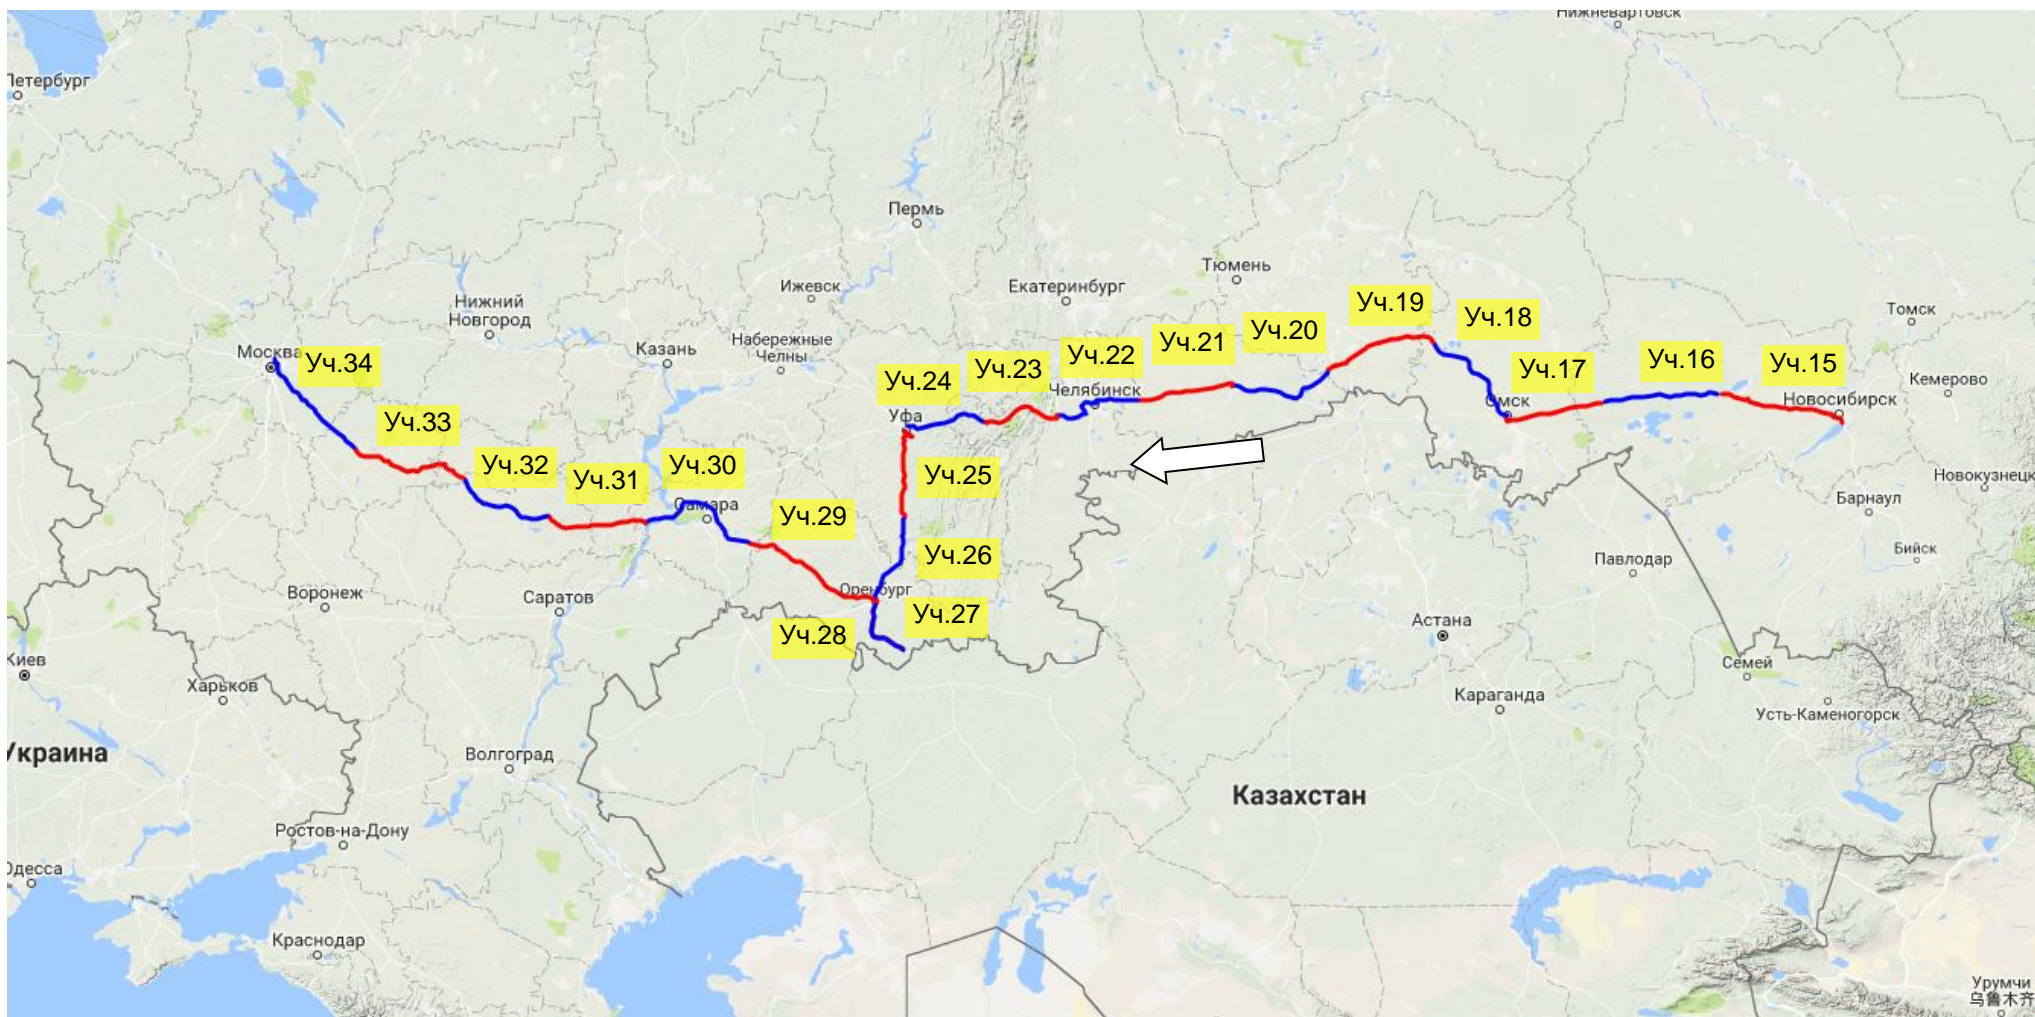 Нижневартовск
Петербург
Пермь
Тюмень
Екатеринбург
Ижевск
Нижний
Новгород
Уч.19
Уч.18
Томск
Уч.20
Уч.21
Набережные
Челны
Казань
Москва
Уч.34
Уч.22
Уч.16
Уч.15
Уч.24
Уч.23
Уч.17
Челябинск
Кемерово
Новосибирск
Омск
Уфа
Уч.33
Уч.32
Уч.30
Уч.31
Уч.25
Новокузнецк
Барнаул
Самара
Уч.29
Уч.26
Бийск
Павлодар
Оренбург
Воронеж
Саратов
Уч.27
Уч.28
Астана
Киев
Семей
Харьков
Караганда
Усть-Каменогорск
Украина
Волгоград
Казахстан
Ростов-на-Дону
Одесса
Краснодар
Урумчи
乌鲁木齐